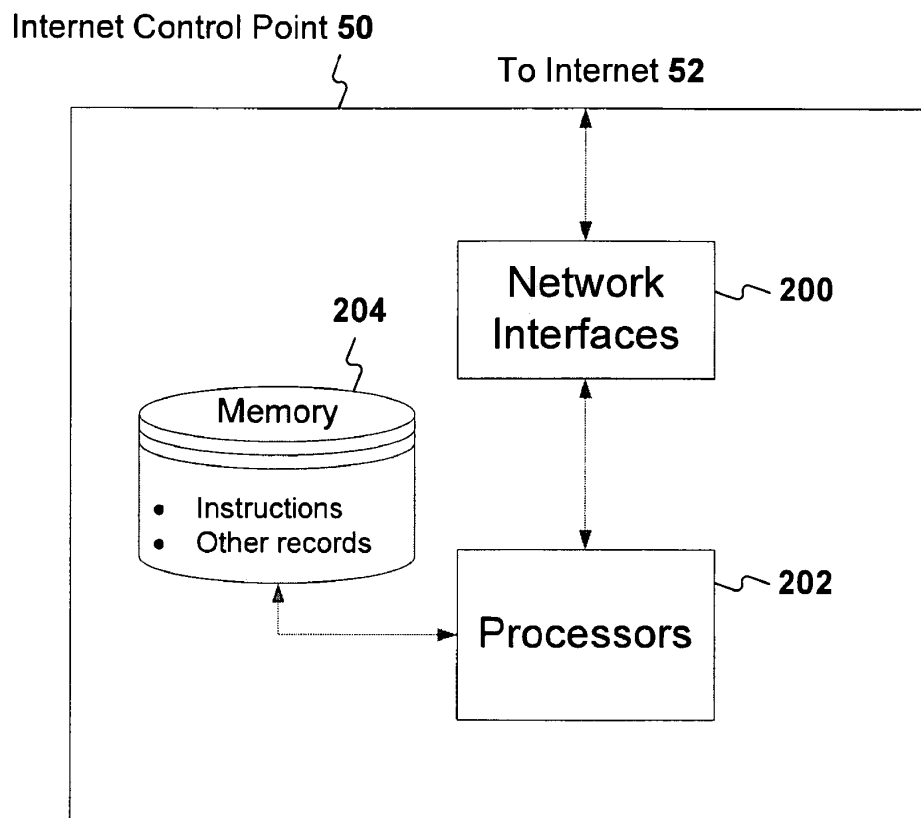 Internet Control Point 50
To Internet 52
Network
Interfaces
200
204
Memory
• Instructions
• Other records
202
Processors